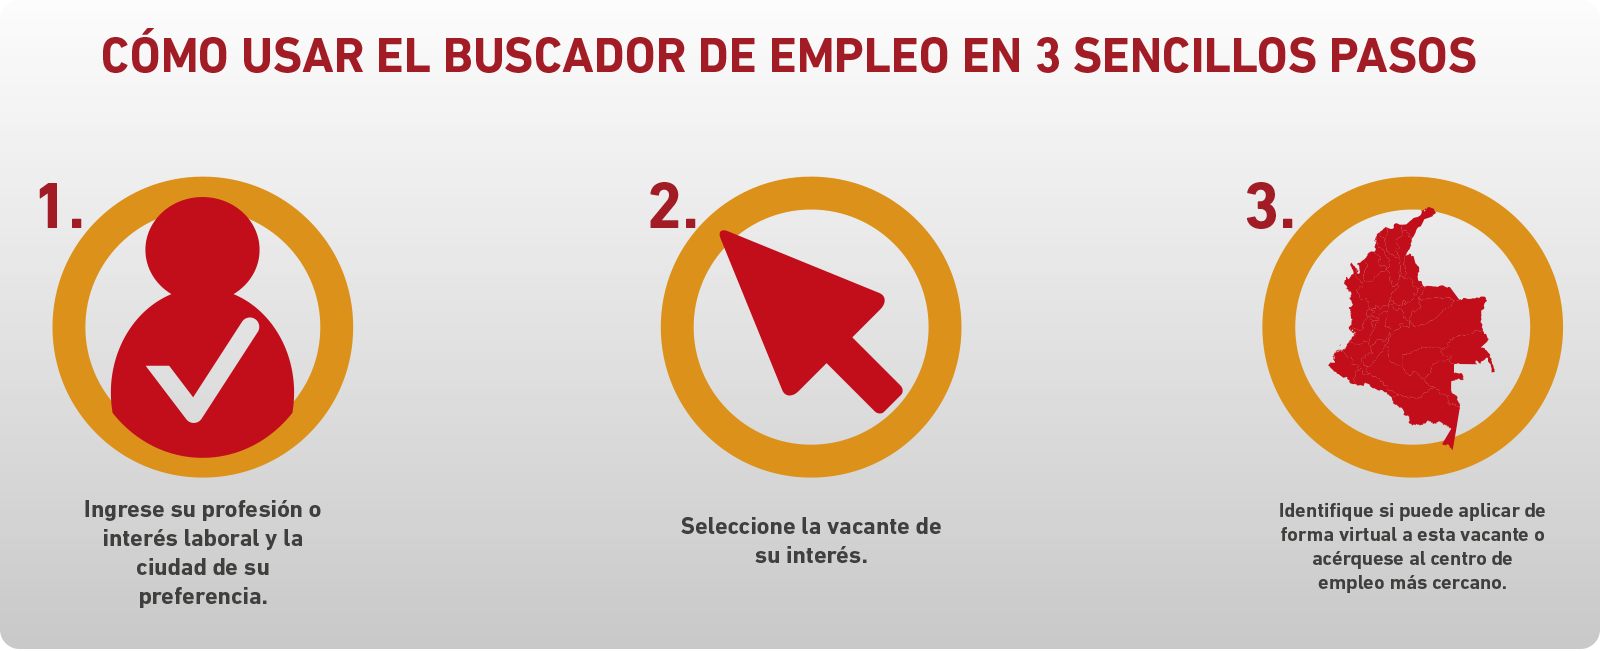 CÓMO USAR EL BUSCADOR DE EMPLEO EN 3 SENCILLOS PASOS
1.
Ingrese su profesión o
interés laboral y la
ciudad de su
preferencia.
2.
Seleccione la vacante de
su interés.
3.
Identifique si puede aplicar de
forma virtual a esta vacante o
acérquese al centro de
empleo más cercano.